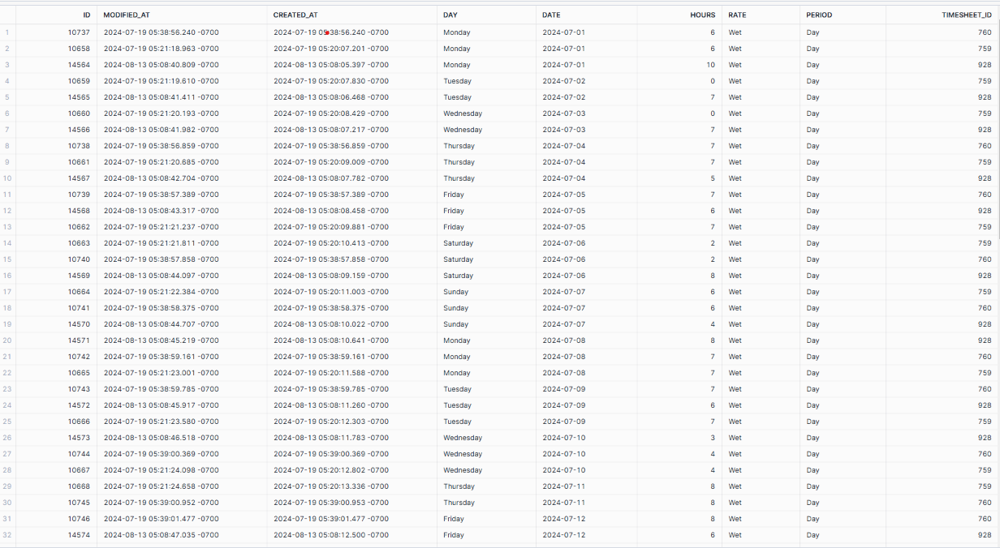 ID MODIFIED_AT CREATED_AT DAY DATE HOURS RATE PERIOD TIMESHEET_ID
1 10737 2024-07-19 05:38:56.240 -0700 2024-07-19 05:38:56.240 -0700 Monday 2024-07-01 6 Wet Day 760
2 10658 2024-07-19 05:21:18.963 -0700 2024-07-19 05:20:07.201 -0700 Monday 2024-07-01 6 Wet Day 759
3 14564 2024-08-13 05:08:40.809 -0700 2024-08-13 05:08:05.397 -0700 Monday 2024-07-01 10 Wet Day 928
4 10659 2024-07-19 05:21:19.610 -0700 2024-07-19 05:20:07.830 -0700 Tuesday 2024-07-02 0 Wet Day 759
5 14565 2024-08-13 05:08:41.411 -0700 2024-08-13 05:08:06.468 -0700 Tuesday 2024-07-02 7 Wet Day 928
6 10660 2024-07-19 05:21:20.193 -0700 2024-07-19 05:20:08.429 -0700 Wednesday 2024-07-03 0 Wet Day 759
7 14566 2024-08-13 05:08:41.982 -0700 2024-08-13 05:08:07.217 -0700 Wednesday 2024-07-03 7 Wet Day 928
8 10738 2024-07-19 05:38:56.859 -0700 2024-07-19 05:38:56.859 -0700 Thursday 2024-07-04 7 Wet Day 760
9 10661 2024-07-19 05:21:20.685 -0700 2024-07-19 05:20:09.009 -0700 Thursday 2024-07-04 7 Wet Day 759
10 14567 2024-08-13 05:08:42.704 -0700 2024-08-13 05:08:07.782 -0700 Thursday 2024-07-04 5 Wet Day 928
11 10739 2024-07-19 05:38:57.389 -0700 2024-07-19 05:38:57.389 -0700 Friday 2024-07-05 7 Wet Day 760
12 14568 2024-08-13 05:08:43.317 -0700 2024-08-13 05:08:08.458 -0700 Friday 2024-07-05 6 Wet Day 928
13 10662 2024-07-19 05:21:21.237 -0700 2024-07-19 05:20:09.881 -0700 Friday 2024-07-05 7 Wet Day 759
14 10663 2024-07-19 05:21:21.811 -0700 2024-07-19 05:20:10.413 -0700 Saturday 2024-07-06 2 Wet Day 759
15 10740 2024-07-19 05:38:57.858 -0700 2024-07-19 05:38:57.858 -0700 Saturday 2024-07-06 2 Wet Day 760
16 14569 2024-08-13 05:08:44.097 -0700 2024-08-13 05:08:09.159 -0700 Saturday 2024-07-06 8 Wet Day 928
17 10664 2024-07-19 05:21:22.384 -0700 2024-07-19 05:20:11.003 -0700 Sunday 2024-07-07 6 Wet Day 759
18 10741 2024-07-19 05:38:58.375 -0700 2024-07-19 05:38:58.375 -0700 Sunday 2024-07-07 6 Wet Day 760
19 14570 2024-08-13 05:08:44.707 -0700 2024-08-13 05:08:10.022 -0700 Sunday 2024-07-07 4 Wet Day 928
20 14571 2024-08-13 05:08:45.219 -0700 2024-08-13 05:08:10.641 -0700 Monday 2024-07-08 8 Wet Day 928
21 10742 2024-07-19 05:38:59.161 -0700 2024-07-19 05:38:59.161 -0700 Monday 2024-07-08 7 Wet Day 760
22 10665 2024-07-19 05:21:23.001 -0700 2024-07-19 05:20:11.588 -0700 Monday 2024-07-08 7 Wet Day 759
23 10743 2024-07-19 05:38:59.785 -0700 2024-07-19 05:38:59.785 -0700 Tuesday 2024-07-09 7 Wet Day 760
24 14572 2024-08-13 05:08:45.917 -0700 2024-08-13 05:08:11.260 -0700 Tuesday 2024-07-09 6 Wet Day 928
25 10666 2024-07-19 05:21:23.580 -0700 2024-07-19 05:20:12.303 -0700 Tuesday 2024-07-09 7 Wet Day 759
26 14573 2024-08-13 05:08:46.518 -0700 2024-08-13 05:08:11.783 -0700 Wednesday 2024-07-10 3 Wet Day 928
27 10744 2024-07-19 05:39:00.369 -0700 2024-07-19 05:39:00.369 -0700 Wednesday 2024-07-10 4 Wet Day 760
28 10667 2024-07-19 05:21:24.098 -0700 2024-07-19 05:20:12.802 -0700 Wednesday 2024-07-10 4 Wet Day 759
29 10668 2024-07-19 05:21:24.658 -0700 2024-07-19 05:20:13.336 -0700 Thursday 2024-07-11 8 Wet Day 759
30 10745 2024-07-19 05:39:00.952 -0700 2024-07-19 05:39:00.953 -0700 Thursday 2024-07-11 8 Wet Day 760
31 10746 2024-07-19 05:39:01.477 -0700 2024-07-19 05:39:01.477 -0700 Friday 2024-07-12 8 Wet Day 760
32 14574 2024-08-13 05:08:47.035 -0700 2024-08-13 05:08:12.500 -0700 Friday 2024-07-12 6 Wet Day 928